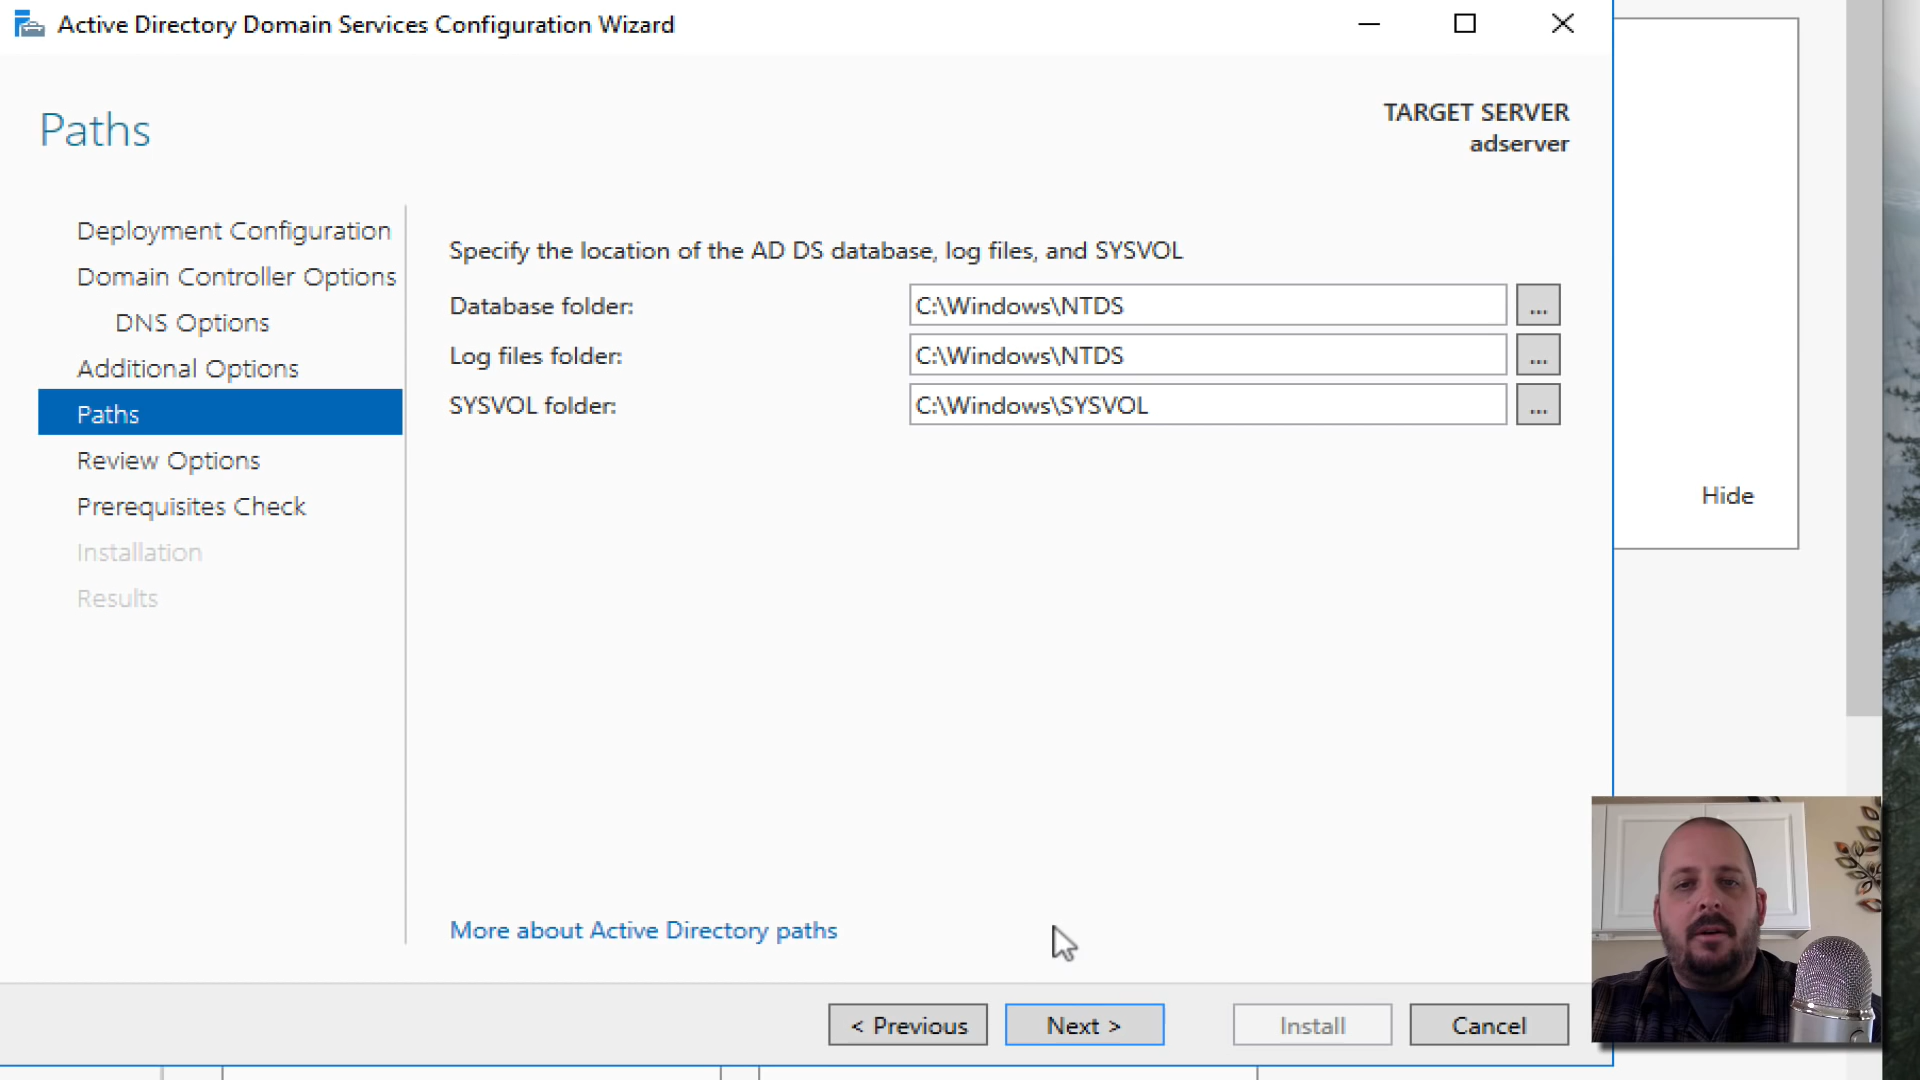 Active Directory Domain Services Configuration Wizard
Paths
TARGET SERVER
adserver
Deployment Configuration
Domain Controller Options
DNS Options
Additional Options
Paths
Review Options
Prerequisites Check
Installation
Results
Specify the location of the AD DS database, log files, and SYSVOL
Database folder: C:\Windows\NTDS ...
Log files folder: C:\Windows\NTDS ...
SYSVOL folder: C:\Windows\SYSVOL ...
Hide
More about Active Directory paths
< Previous Next > Install Cancel